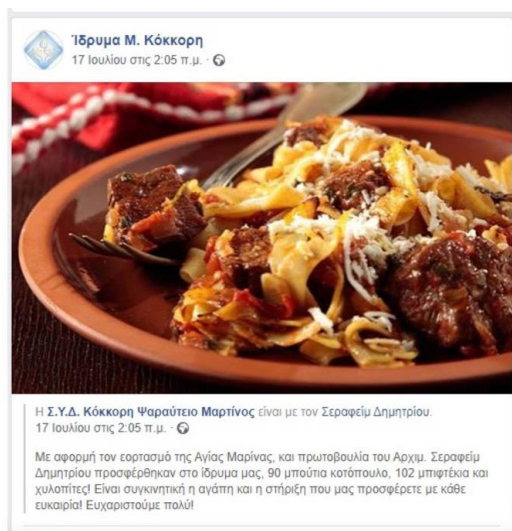 Ίδρυμα Μ. Κόκκορη
17 Ιουλίου στις 2:05 π.μ. ·
Η Σ.Υ.Δ. Κόκκορη Ψαραύτειο Μαρτίνος είναι με τον Σεραφείμ Δημητρίου.
17 Ιουλίου στις 2:05 π.μ. ·
Με αφορμή τον εορτασμό της Αγίας Μαρίνας, και πρωτοβουλία του Αρχιμ. Σεραφείμ
Δημητρίου προσφέρθηκαν στο ίδρυμα μας, 90 μπούτια κοτόπουλο, 102 μπιφτέκια και
χυλοπίτες! Είναι συγκινητική η αγάπη και η στήριξη που μας προσφέρετε με κάθε
ευκαιρία! Ευχαριστούμε πολύ!